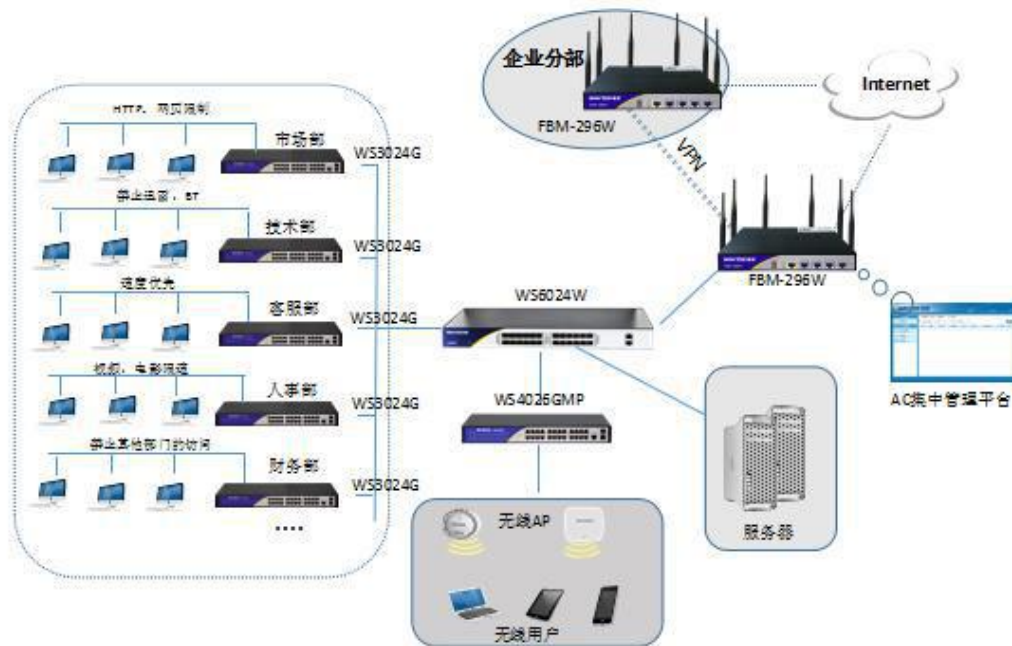 企业分部
Internet
FBM-296W
VPN
FBM-296W
AC集中管理平台
HTTP、网页限制
市场部
WS3024G
禁止迅雷、BT
技术部
WS3024G
速度优先
客服部
WS3024G
视频、电影限速
人事部
WS3024G
禁止其他部门的访问
财务部
WS3024G
....
WS6024W
WS4026GMP
无线AP
无线用户
服务器